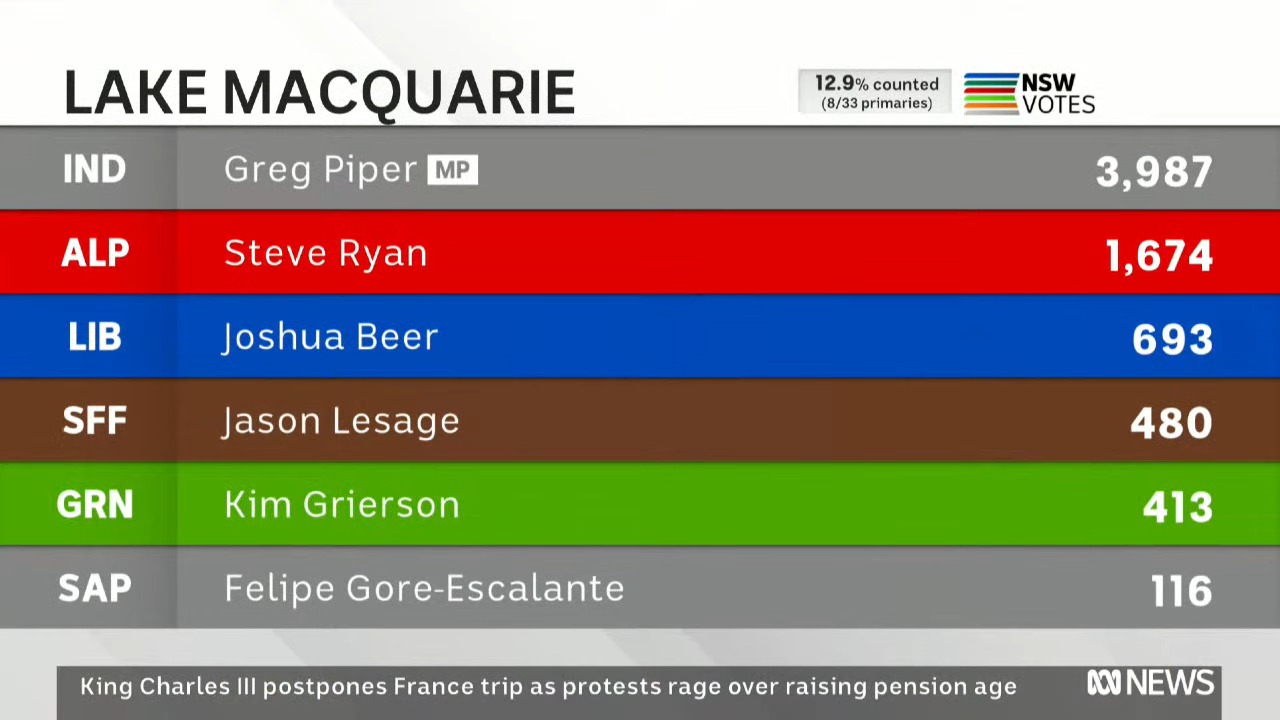 LAKE MACQUARIE
12.9% counted
(8/33 primaries)
NSW
VOTES
IND Greg Piper MP 3,987
ALP Steve Ryan 1,674
LIB Joshua Beer 693
SFF Jason Lesage 480
GRN Kim Grierson 413
SAP Felipe Gore-Escalante 116
King Charles III postpones France trip as protests rage over raising pension age
NEWS